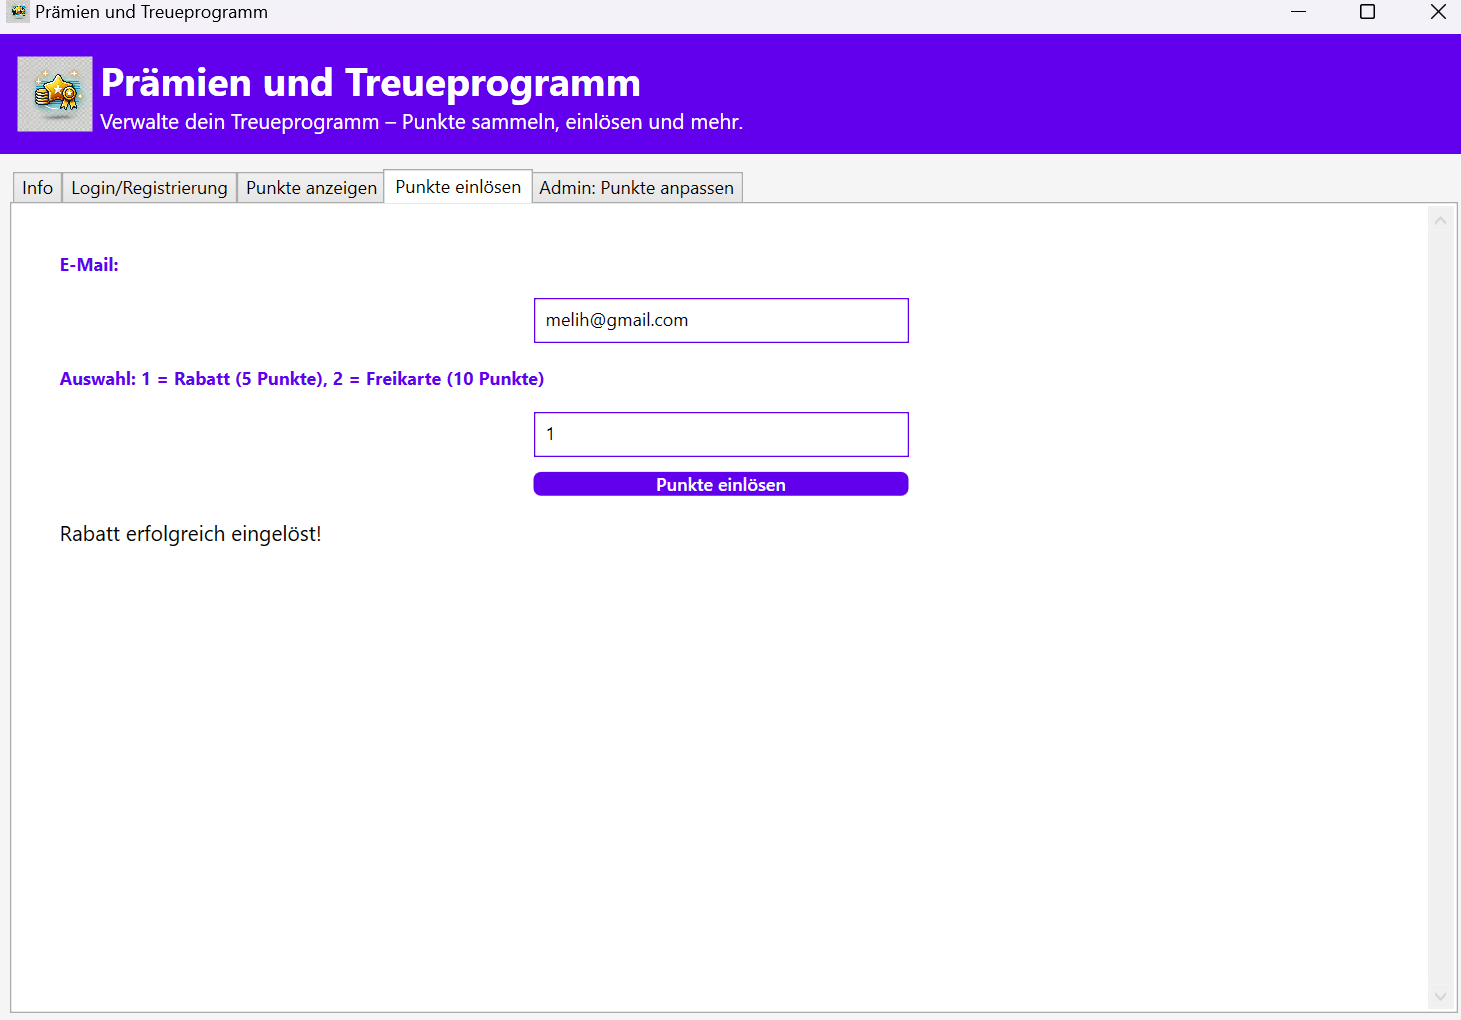 Prämien und Treueprogramm
Prämien und Treueprogramm
Verwalte dein Treueprogramm – Punkte sammeln, einlösen und mehr.
Info Login/Registrierung Punkte anzeigen Punkte einlösen Admin: Punkte anpassen
E-Mail:
melih@gmail.com
Auswahl: 1 = Rabatt (5 Punkte), 2 = Freikarte (10 Punkte)
1
Punkte einlösen
Rabatt erfolgreich eingelöst!